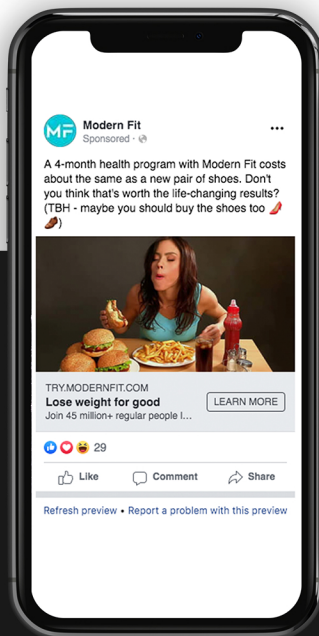 MF
Modern Fit
Sponsored ·
A 4-month health program with Modern Fit costs
about the same as a new pair of shoes. Don't
you think that's worth the life-changing results?
(TBH - maybe you should buy the shoes too 👠
👞)
TRY.MODERNFIT.COM
Lose weight for good
Join 45 million+ regular people l...
LEARN MORE
29
Like
Comment
Share
Refresh preview • Report a problem with this preview